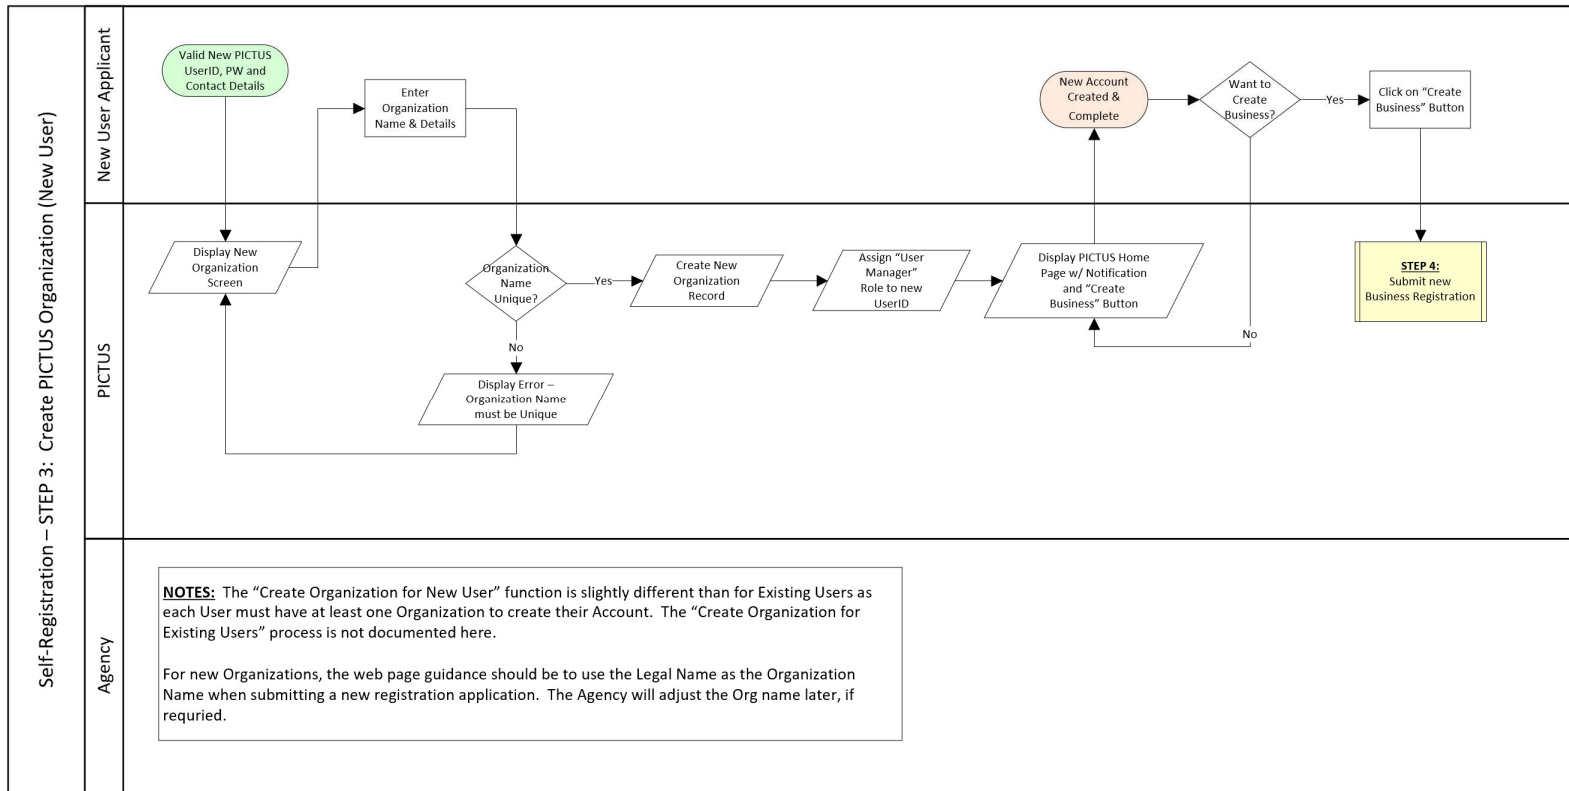 Self-Registration – STEP 3:  Create PICTUS Organization (New User)
New User Applicant
Valid New PICTUS
UserID, PW and
Contact Details
Enter
Organization
Name & Details
New Account
Created &
Complete
Want to
Create
Business?
Yes
Click on “Create
Business” Button
PICTUS
Display New
Organization
Screen
Organization
Name
Unique?
Yes
Create New
Organization
Record
Assign “User
Manager”
Role to new
UserID
Display PICTUS Home
Page w/ Notification
and “Create
Business” Button
No
STEP 4:
Submit new
Business Registration
No
Display Error –
Organization Name
must be Unique
Agency
NOTES:  The “Create Organization for New User” function is slightly different than for Existing Users as
each User must have at least one Organization to create their Account.  The “Create Organization for
Existing Users” process is not documented here.
For new Organizations, the web page guidance should be to use the Legal Name as the Organization
Name when submitting a new registration application.  The Agency will adjust the Org name later, if
requried.